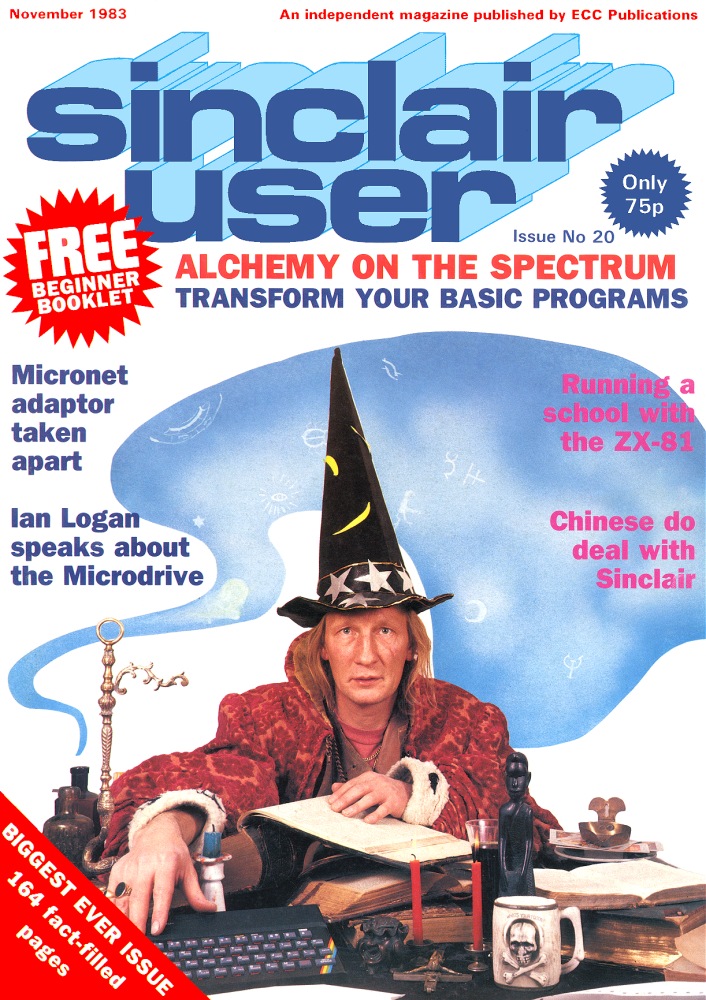 November 1983
An independent magazine published by ECC Publications
sinclair
user
Only
75p
Issue No 20
FREE
BEGINNER
BOOKLET
ALCHEMY ON THE SPECTRUM
TRANSFORM YOUR BASIC PROGRAMS
Micronet
adaptor
taken
apart
Running a
school with
the ZX-81
Ian Logan
speaks about
the Microdrive
Chinese do
deal with
Sinclair
BIGGEST EVER ISSUE
164 fact-filled
pages